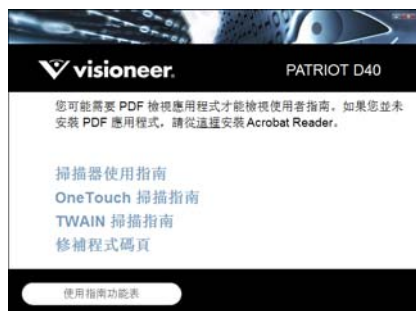 visioneer.
PATRIOT D40
您可能需要 PDF 檢視應用程式才能檢視使用者指南。如果您並未
安裝 PDF 應用程式，請從這裡安裝 Acrobat Reader。
掃描器使用指南
OneTouch 掃描指南
TWAIN 掃描指南
修補程式碼頁
使用指南功能表